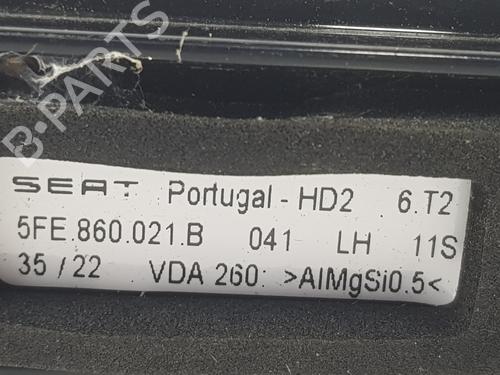 SEAT Portugal - HD2 6.T2
5FE.860.021.B 041 LH 11S
35 / 22 VDA 260: >AlMgSi0.5<
B-PARTS